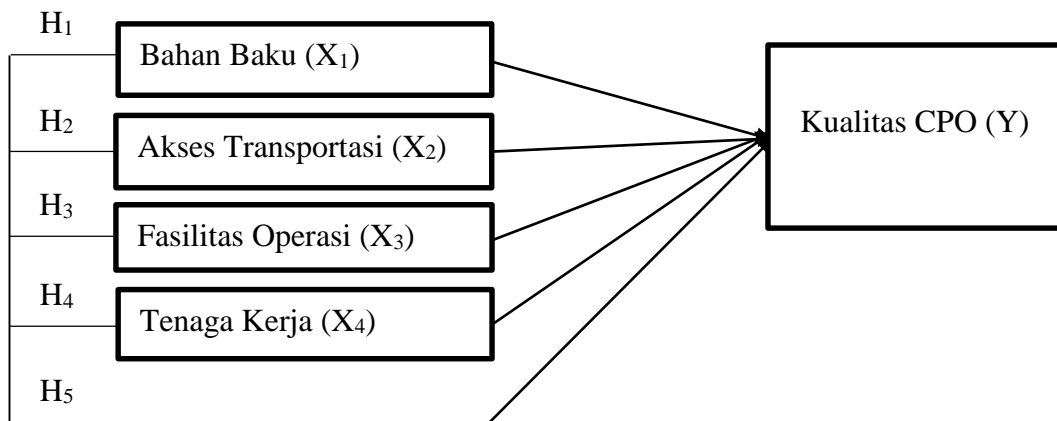 H₁
Bahan Baku (X₁)
Kualitas CPO (Y)
H₂
Akses Transportasi (X₂)
H₃
Fasilitas Operasi (X₃)
H₄
Tenaga Kerja (X₄)
H₅